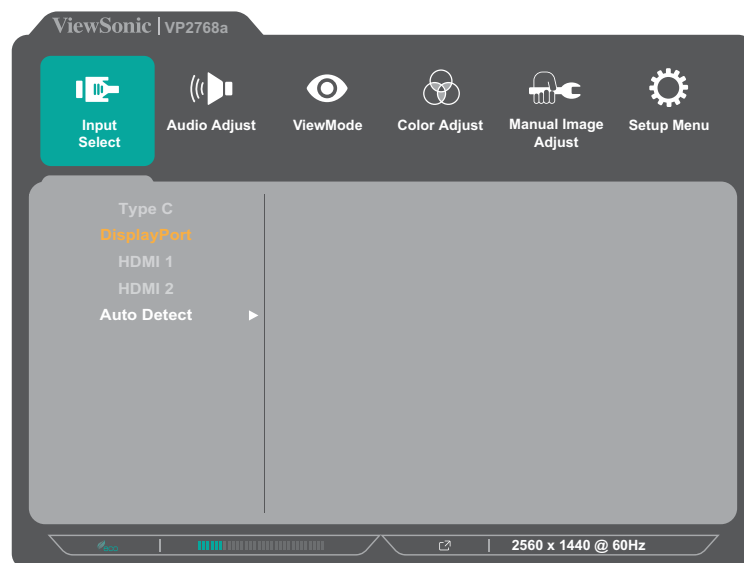 ViewSonic | VP2768a
Input Select
Audio Adjust
ViewMode
Color Adjust
Manual Image Adjust
Setup Menu
Type C
DisplayPort
HDMI 1
HDMI 2
Auto Detect
eco
2560 x 1440 @ 60Hz